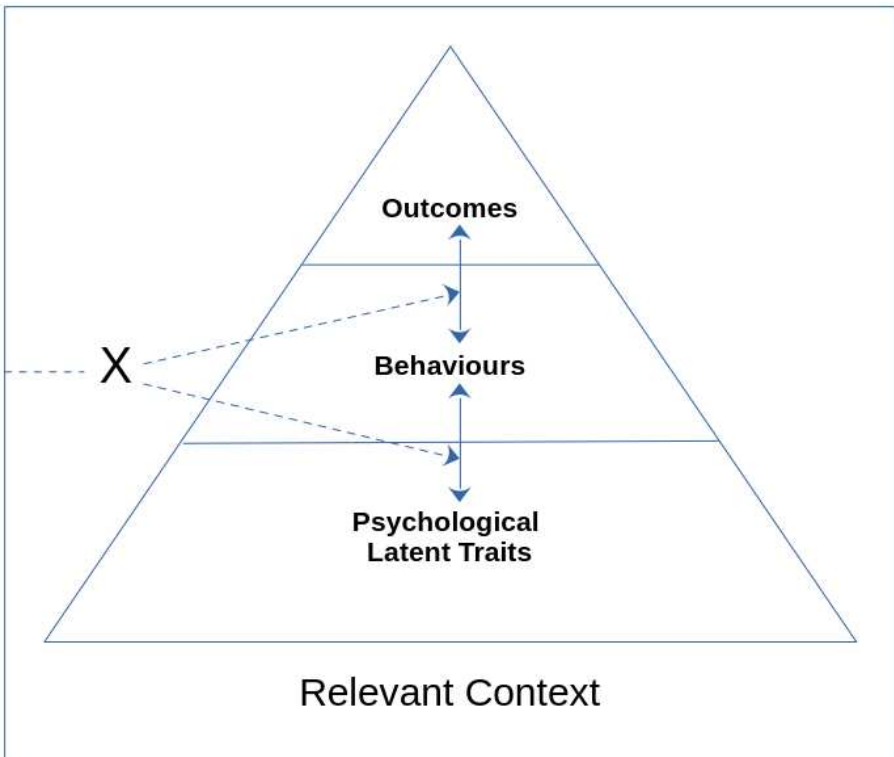 Outcomes
X
Behaviours
Psychological
Latent Traits
Relevant Context